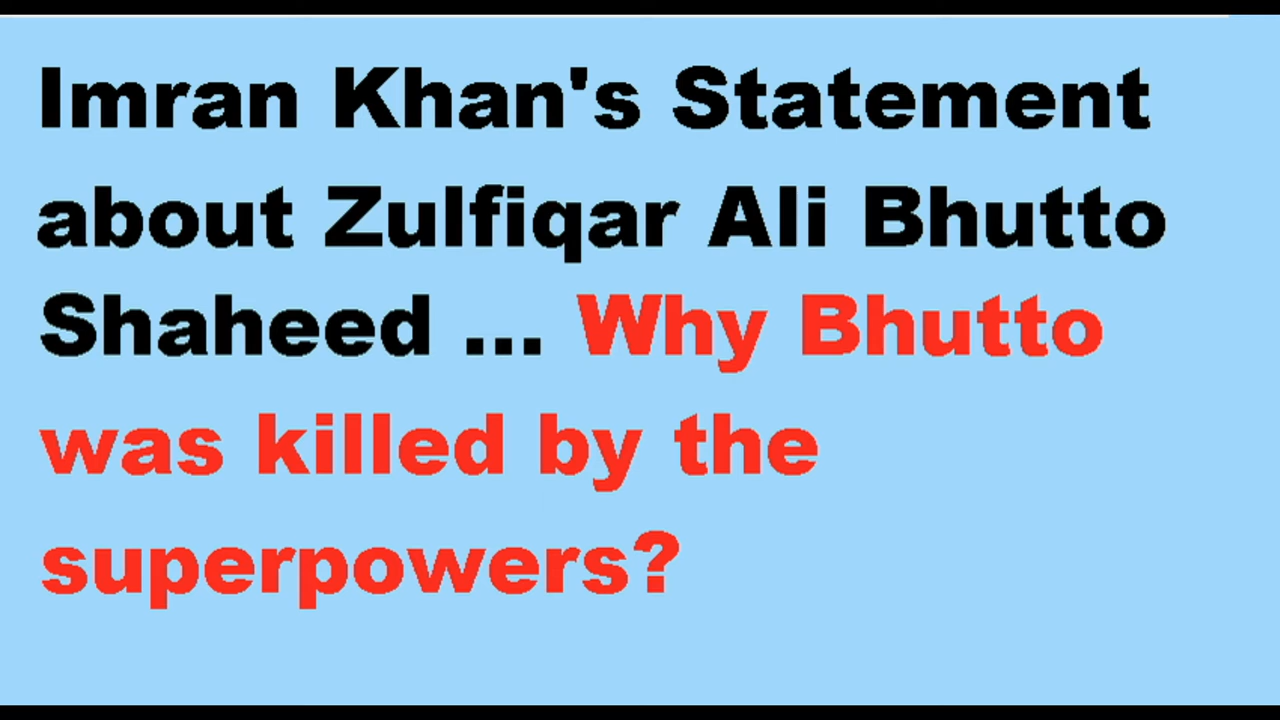 Imran Khan's Statement
about Zulfiqar Ali Bhutto
Shaheed ... Why Bhutto
was killed by the
superpowers?